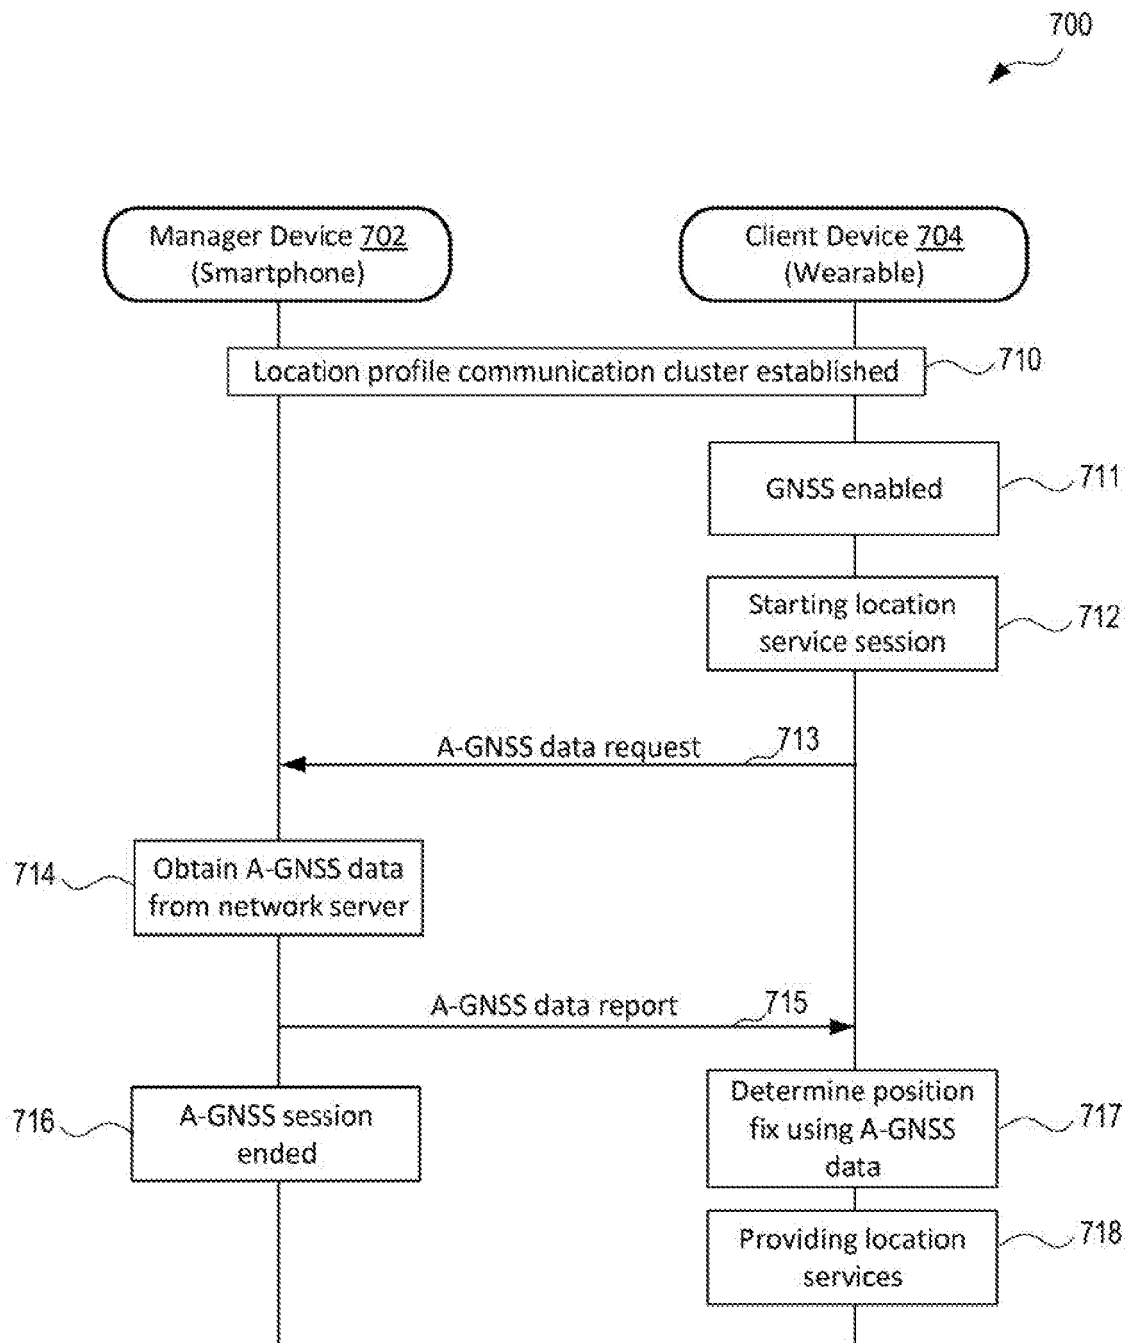 700
Manager Device 702
(Smartphone)
Client Device 704
(Wearable)
Location profile communication cluster established
710
GNSS enabled
711
Starting location
service session
712
A-GNSS data request
713
714
Obtain A-GNSS data
from network server
A-GNSS data report
715
716
A-GNSS session
ended
Determine position
fix using A-GNSS
data
717
Providing location
services
718